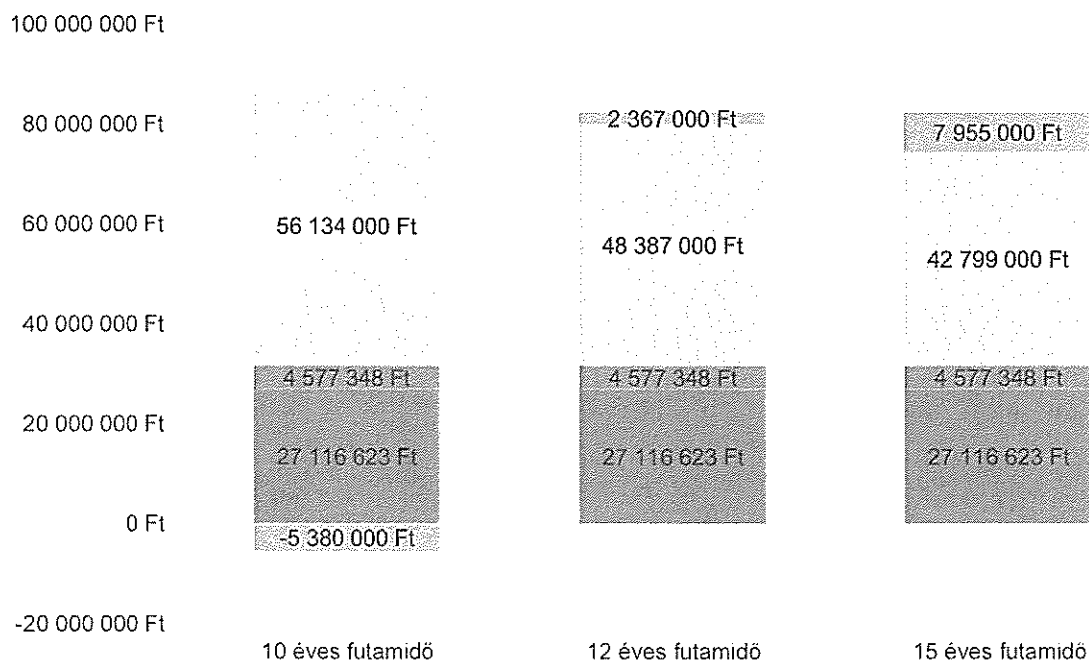 100 000 000 Ft
80 000 000 Ft
2 367 000 Ft
7 955 000 Ft
60 000 000 Ft
56 134 000 Ft
48 387 000 Ft
42 799 000 Ft
40 000 000 Ft
4 577 348 Ft
4 577 348 Ft
4 577 348 Ft
20 000 000 Ft
27 116 623 Ft
27 116 623 Ft
27 116 623 Ft
0 Ft
-5 380 000 Ft
-20 000 000 Ft
10 éves futamidő
12 éves futamidő
15 éves futamidő